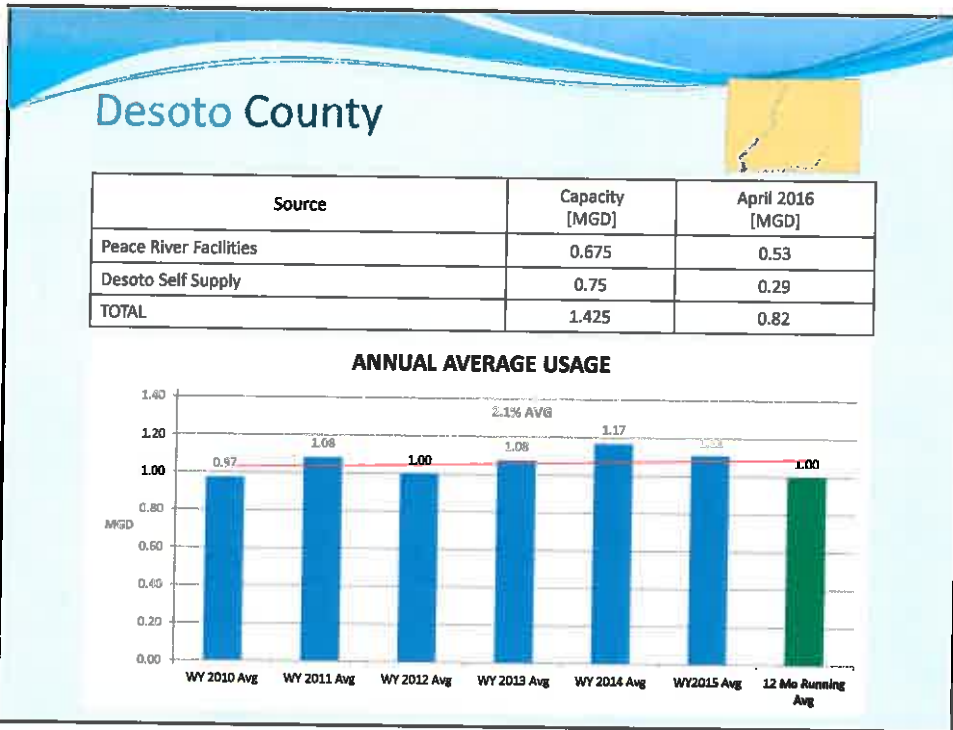 Desoto County
Source Capacity [MGD] April 2016 [MGD]
Peace River Facilities 0.675 0.53
Desoto Self Supply 0.75 0.29
TOTAL 1.425 0.82
ANNUAL AVERAGE USAGE
1.40
2.1% AVG
1.20
1.00
0.80
MGD
0.60
0.40
0.20
0.00
0.97 1.08 1.00 1.08 1.17 1.00
WY 2010 Avg WY 2011 Avg WY 2012 Avg WY 2013 Avg WY 2014 Avg WY2015 Avg 12 Mo Running
Avg